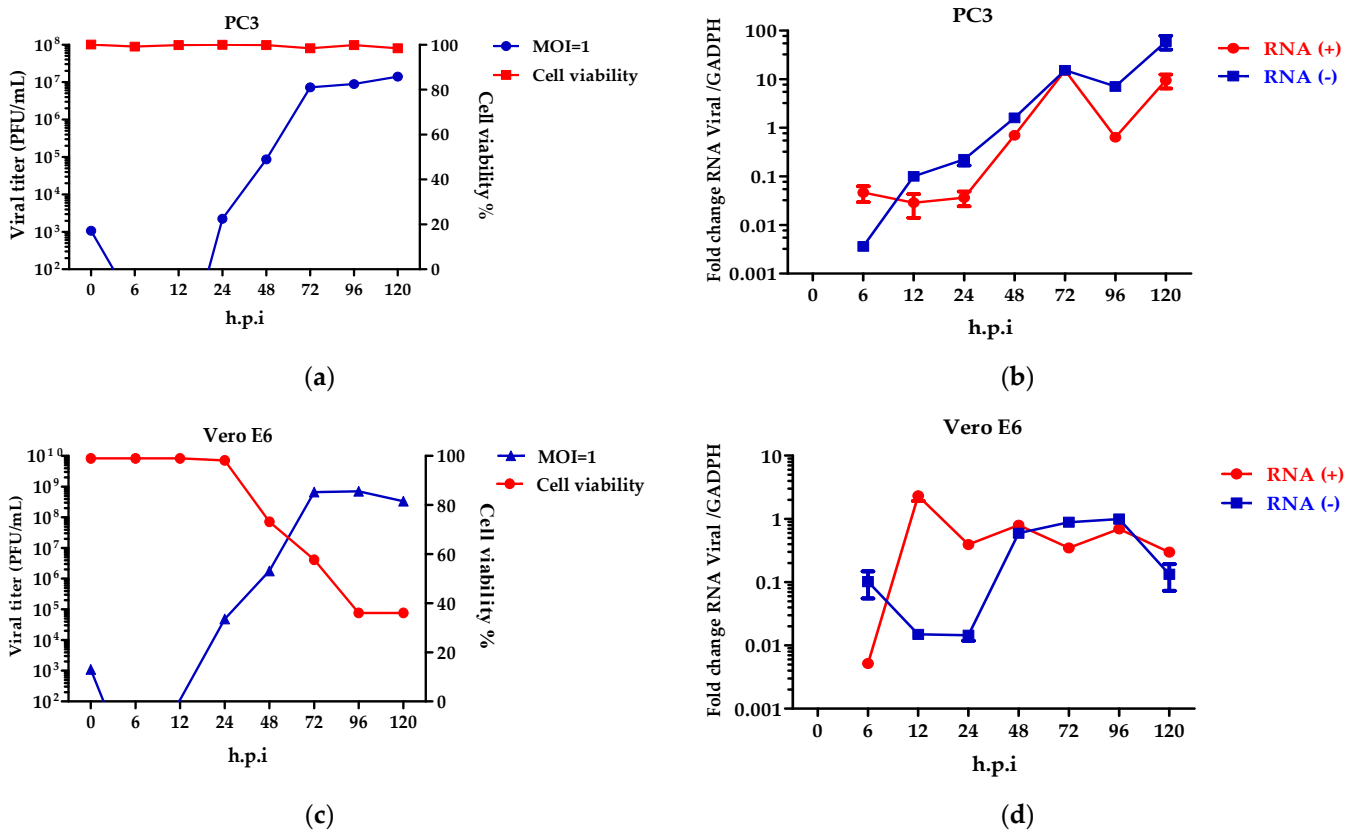 PC3
Viral titer (PFU/mL)
10⁸
10⁷
10⁶
10⁵
10⁴
10³
10²
100
80
60
40
20
0
Cell viability %
0 6 12 24 48 72 96 120
h.p.i
MOI=1
Cell viability
(a)
PC3
Fold change RNA Viral /GADPH
100
10
1
0.1
0.01
0.001
0 6 12 24 48 72 96 120
h.p.i
RNA (+)
RNA (-)
(b)
Vero E6
Viral titer (PFU/mL)
10¹⁰
10⁹
10⁸
10⁷
10⁶
10⁵
10⁴
10³
10²
100
80
60
40
20
0
Cell viability %
0 6 12 24 48 72 96 120
h.p.i
MOI=1
Cell viability
(c)
Vero E6
Fold change RNA Viral /GADPH
10
1
0.1
0.01
0.001
0 6 12 24 48 72 96 120
h.p.i
RNA (+)
RNA (-)
(d)